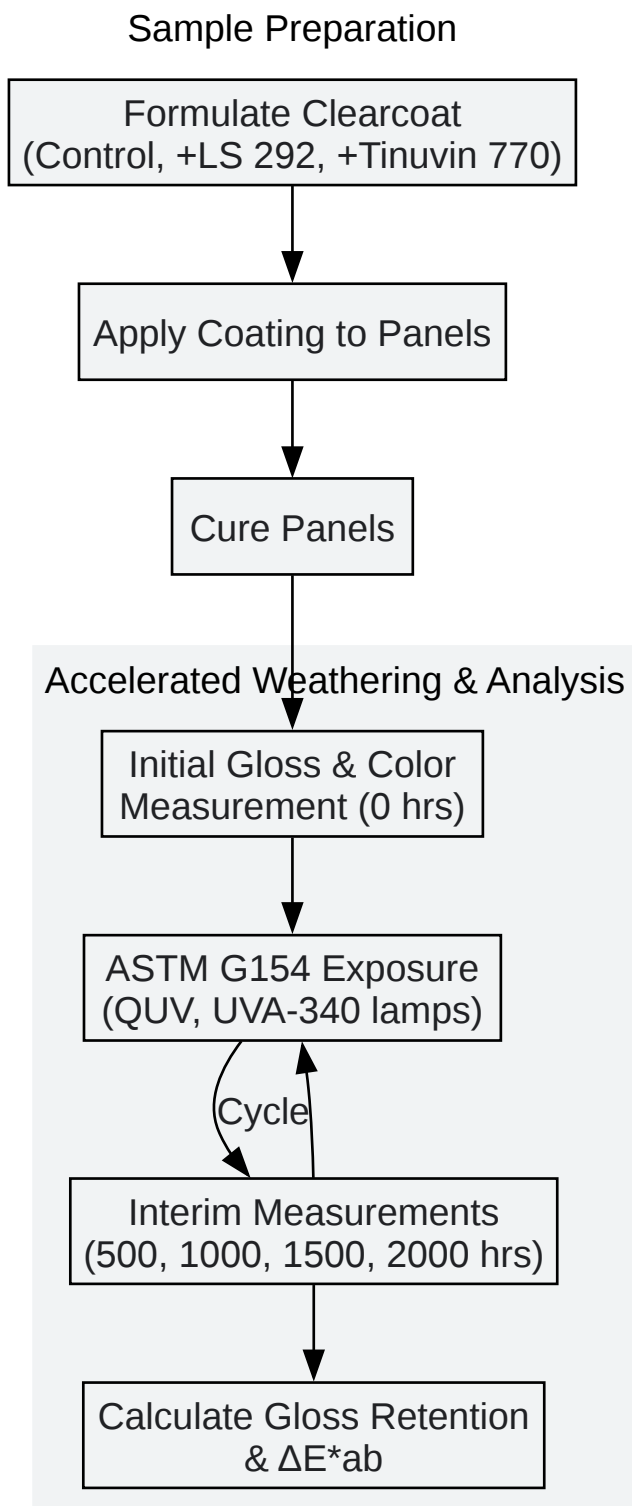 Sample Preparation
Formulate Clearcoat
(Control, +LS 292, +Tinuvin 770)
Apply Coating to Panels
Cure Panels
Accelerated Weathering & Analysis
Initial Gloss & Color
Measurement (0 hrs)
ASTM G154 Exposure
(QUV, UVA-340 lamps)
Cycle
Interim Measurements
(500, 1000, 1500, 2000 hrs)
Calculate Gloss Retention
& ΔE*ab